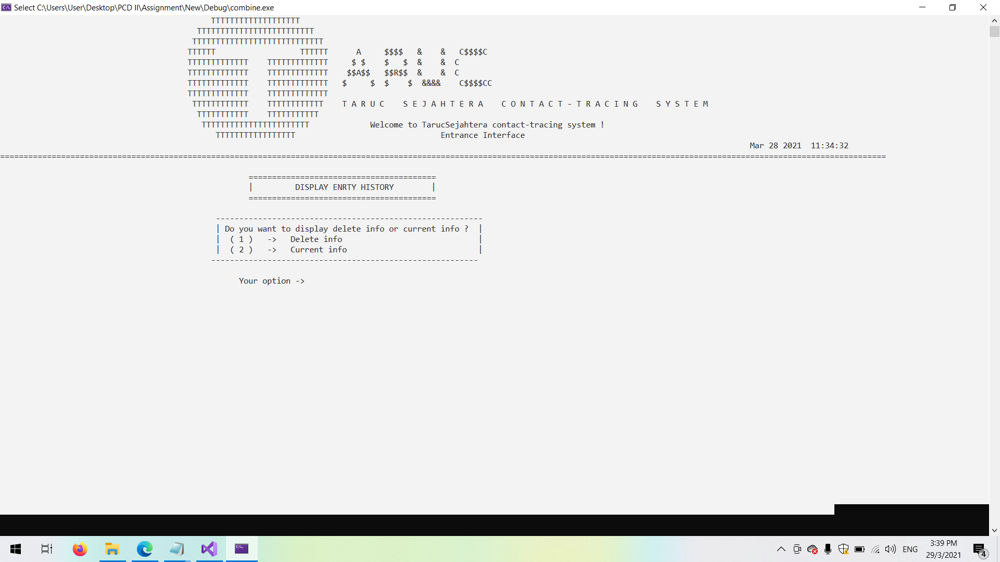 Select C:\Users\User\Desktop\PCD II\Assignment\New\Debug\combine.exe
TTTTTTTTTTTTTTTTTTT
TTTTTTTTTTTTTTTTTTTTTTTTT
TTTTTTTTTTTTTTTTTTTTTTTTTTTT
TTTTTT                  TTTTTT      A     $$$$   &    &   C$$$$C
TTTTTTTTTTTTT    TTTTTTTTTTTTT     $ $    $   $  &    &  C
TTTTTTTTTTTTT    TTTTTTTTTTTTT    $$A$$   $$R$$  &    &  C
TTTTTTTTTTTTT    TTTTTTTTTTTTT   $     $  $    $  &&&&    C$$$$CC
TTTTTTTTTTTTT    TTTTTTTTTTTTT
TTTTTTTTTTTT    TTTTTTTTTTTT    T A R U C    S E J A H T E R A    C O N T A C T - T R A C I N G    S Y S T E M
TTTTTTTTTTT    TTTTTTTTTTT
TTTTTTTTTTTTTTTTTTTTTTT             Welcome to TarucSejahtera contact-tracing system !
TTTTTTTTTTTTTTTTT                               Entrance Interface
Mar 28 2021  11:34:32
=============================================================================================================================================================================================
========================================
|         DISPLAY ENRTY HISTORY        |
========================================
---------------------------------------------------------
| Do you want to display delete info or current info ?  |
|  ( 1 )   ->   Delete info                             |
|  ( 2 )   ->   Current info                            |
---------------------------------------------------------
Your option ->
ENG
3:39 PM
29/3/2021
4